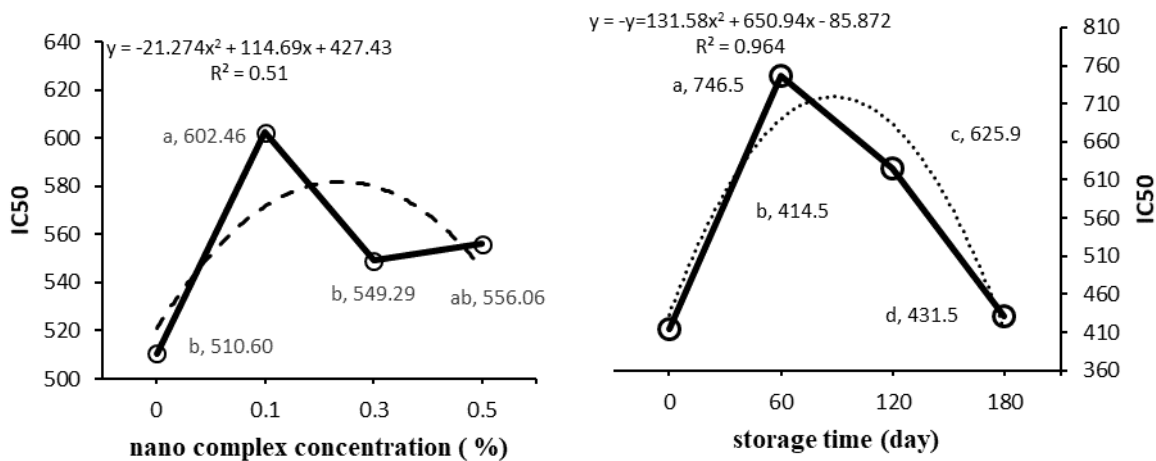 y = -21.274x² + 114.69x + 427.43
R² = 0.51
640
620
600
580
560
540
520
500
IC50
a, 602.46
b, 549.29
ab, 556.06
b, 510.60
0
0.1
0.3
0.5
nano complex concentration ( %)
y = -y=131.58x² + 650.94x - 85.872
R² = 0.964
a, 746.5
c, 625.9
b, 414.5
d, 431.5
810
760
710
660
610
560
510
460
410
360
IC50
0
60
120
180
storage time (day)